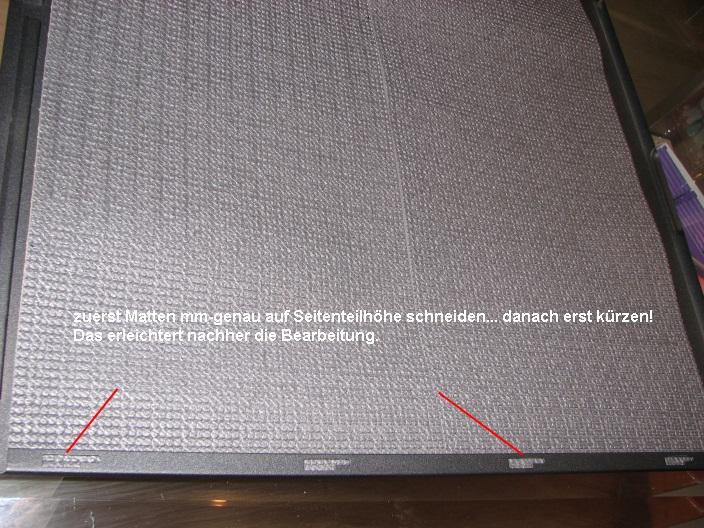 zuerst Matten mm-genau auf Seitenteilhöhe schneiden... danach erst kürzen!
Das erleichtert nachher die Bearbeitung.